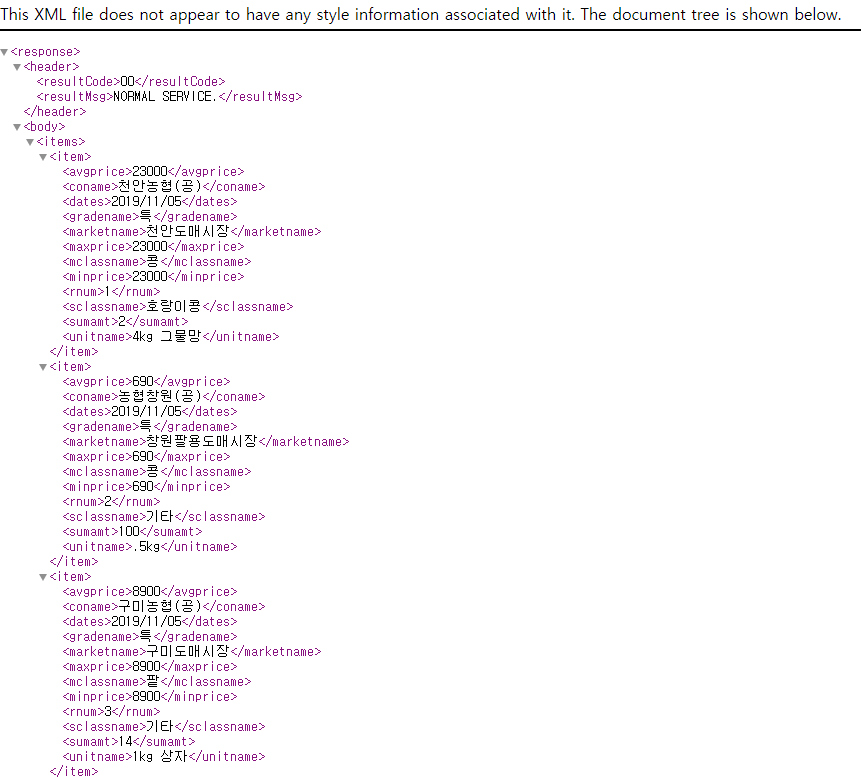 This XML file does not appear to have any style information associated with it. The document tree is shown below.
▼<response>
▼<header>
<resultCode>00</resultCode>
<resultMsg>NORMAL SERVICE.</resultMsg>
</header>
▼<body>
▼<items>
▼<item>
<avgprice>23000</avgprice>
<coname>천안농협(공)</coname>
<dates>2019/11/05</dates>
<gradename>특</gradename>
<marketname>천안도매시장</marketname>
<maxprice>23000</maxprice>
<mclassname>콩</mclassname>
<minprice>23000</minprice>
<rnum>1</rnum>
<sclassname>호랑이콩</sclassname>
<sumamt>2</sumamt>
<unitname>4kg 그물망</unitname>
</item>
▼<item>
<avgprice>690</avgprice>
<coname>농협창원(공)</coname>
<dates>2019/11/05</dates>
<gradename>특</gradename>
<marketname>창원팔용도매시장</marketname>
<maxprice>690</maxprice>
<mclassname>콩</mclassname>
<minprice>690</minprice>
<rnum>2</rnum>
<sclassname>기타</sclassname>
<sumamt>100</sumamt>
<unitname>.5kg</unitname>
</item>
▼<item>
<avgprice>8900</avgprice>
<coname>구미농협(공)</coname>
<dates>2019/11/05</dates>
<gradename>특</gradename>
<marketname>구미도매시장</marketname>
<maxprice>8900</maxprice>
<mclassname>팥</mclassname>
<minprice>8900</minprice>
<rnum>3</rnum>
<sclassname>기타</sclassname>
<sumamt>14</sumamt>
<unitname>1kg 상자</unitname>
</item>